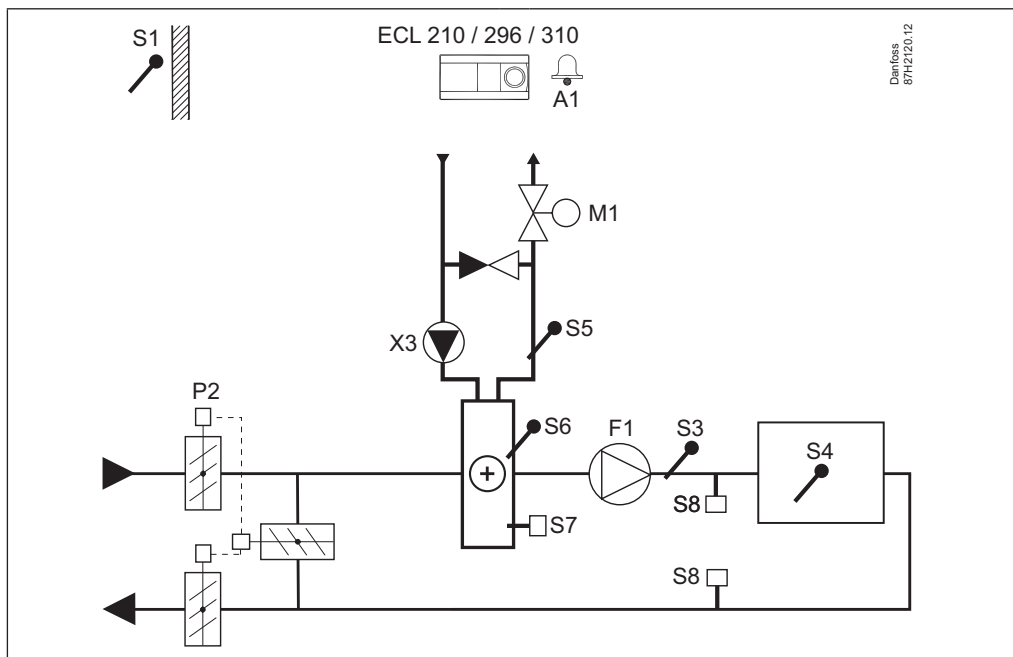 S1
ECL 210 / 296 / 310
A1
Danfoss
87H2120.12
M1
S5
X3
P2
S6
F1
S3
S4
S8
S7
S8